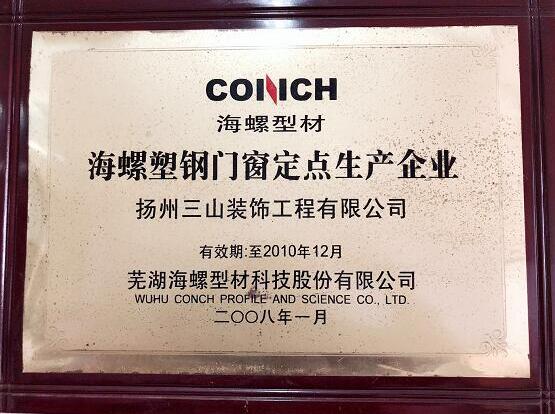 CONCH
海螺型材
海螺塑钢门窗定点生产企业
扬州三山装饰工程有限公司
有效期:至2010年12月
芜湖海螺型材科技股份有限公司
WUHU CONCH PROFILE AND SCIENCE CO., LTD.
二〇〇八年一月